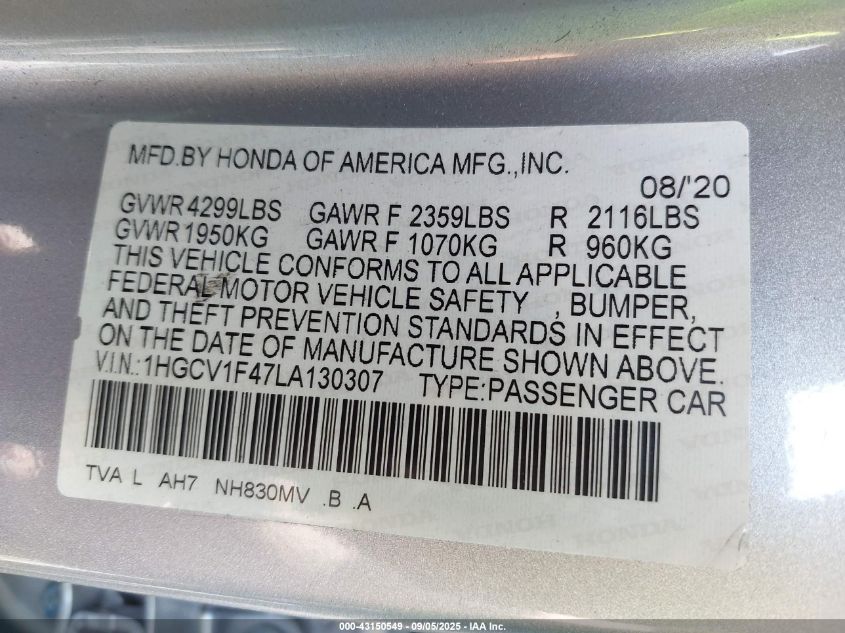 MFD.BY HONDA OF AMERICA MFG.,INC.
08/'20
GVWR 4299LBS GAWR F 2359LBS R 2116LBS
GVWR 1950KG GAWR F 1070KG R 960KG
THIS VEHICLE CONFORMS TO ALL APPLICABLE
FEDERAL MOTOR VEHICLE SAFETY , BUMPER,
AND THEFT PREVENTION STANDARDS IN EFFECT
ON THE DATE OF MANUFACTURE SHOWN ABOVE.
V.I.N.:1HGCV1F47LA130307 TYPE:PASSENGER CAR
TVA L AH7 NH830MV .B .A
HONDA
000-43150549 - 09/05/2025 - IAA Inc.